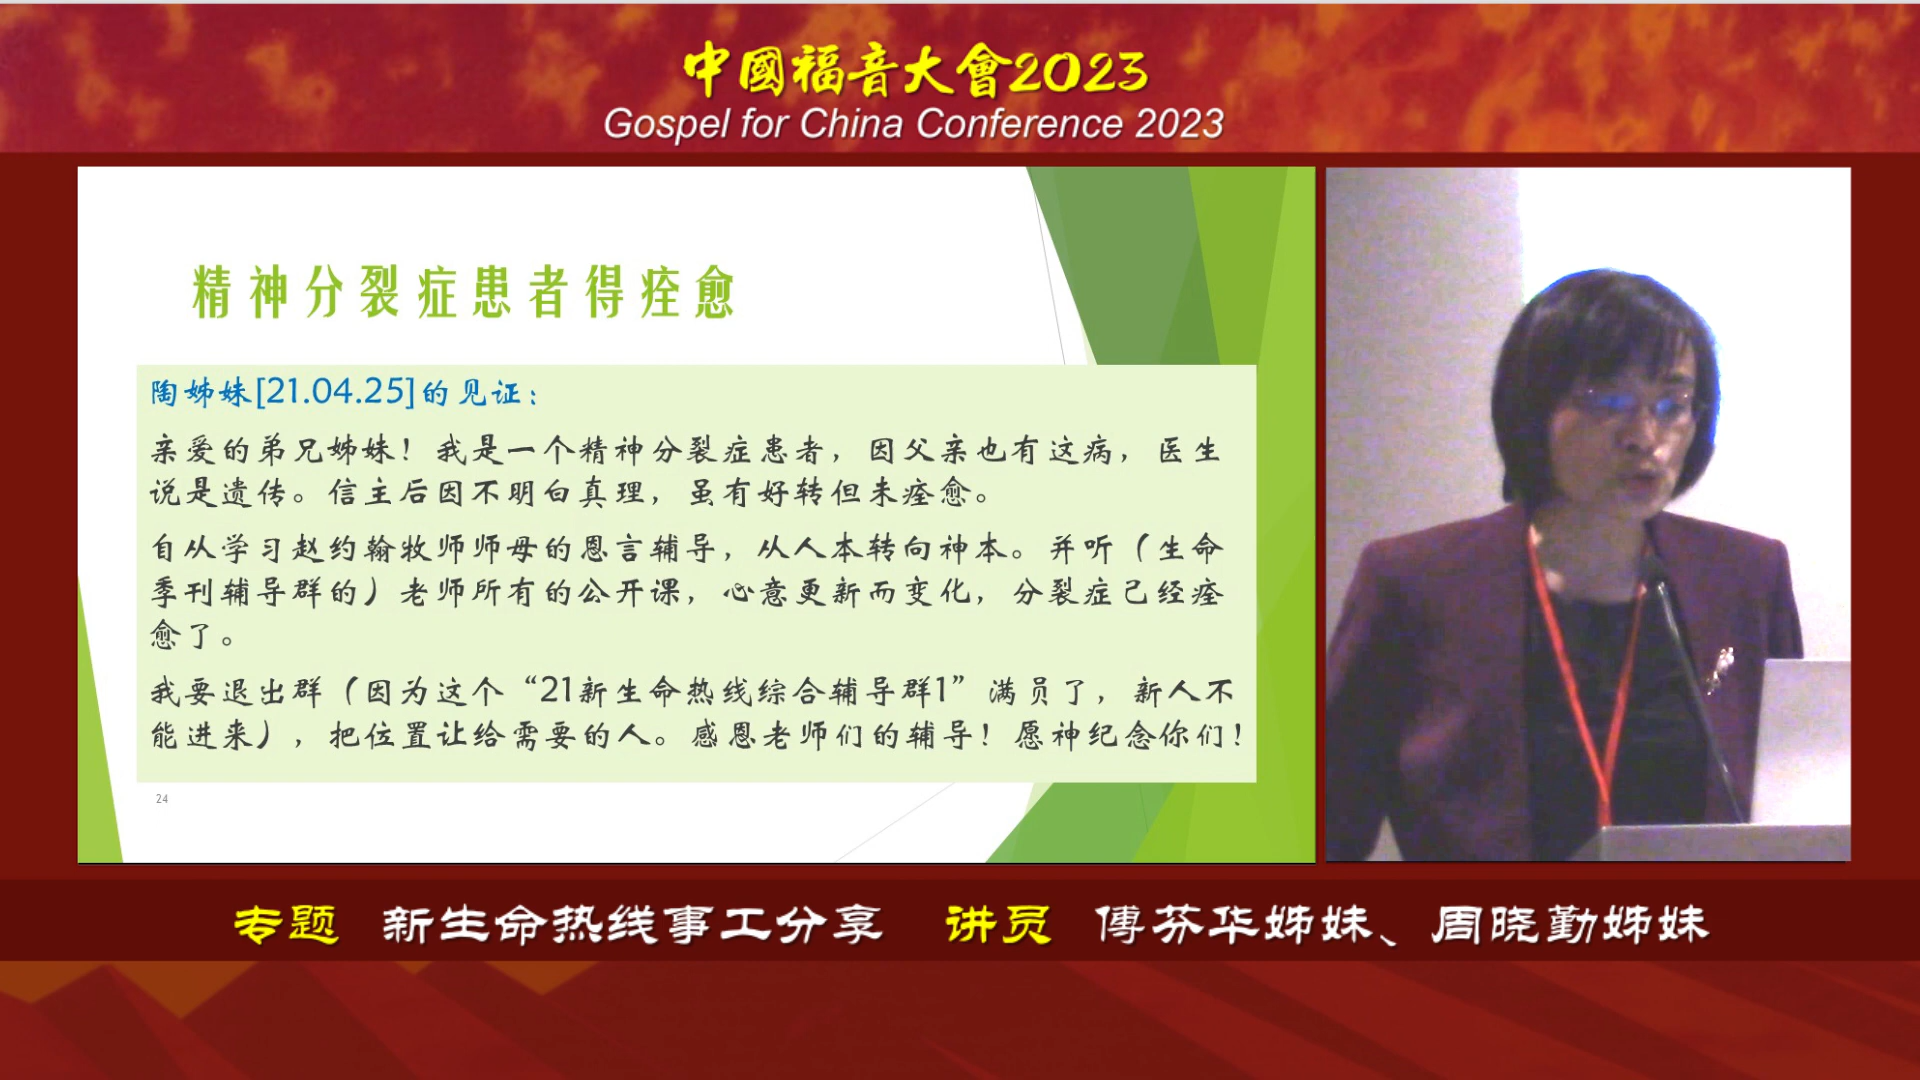 中國福音大會2023
Gospel for China Conference 2023
精神分裂症患者得痊愈
陶姊妹[21.04.25]的见证：
亲爱的弟兄姊妹！我是一个精神分裂症患者，因父亲也有这病，医生
说是遗传。信主后因不明白真理，虽有好转但未痊愈。
自从学习赵约翰牧师师母的恩言辅导，从人本转向神本。并听（生命
季刊辅导群的）老师所有的公开课，心意更新而变化，分裂症已经痊
愈了。
我要退出群（因为这个“21新生命热线综合辅导群1”满员了，新人不
能进来），把位置让给需要的人。感恩老师们的辅导！愿神纪念你们！
24
专题 新生命热线事工分享 讲员 傅芬华姊妹、周晓勤姊妹